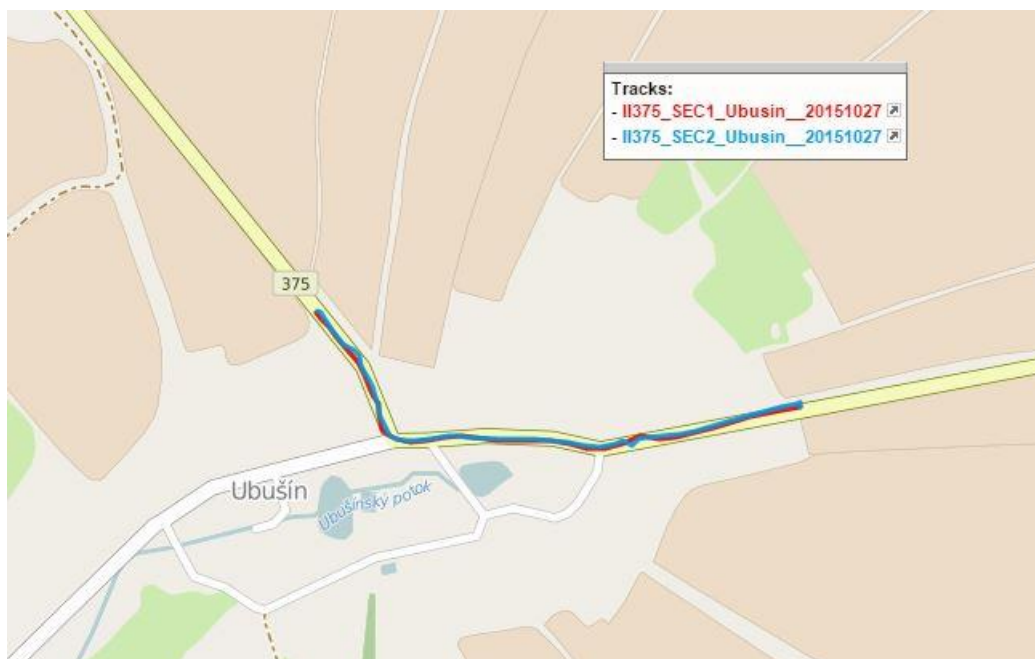 Tracks:
- II375_SEC1_Ubusin__20151027
- II375_SEC2_Ubusin__20151027
375
Ubušín
Ubušínský potok